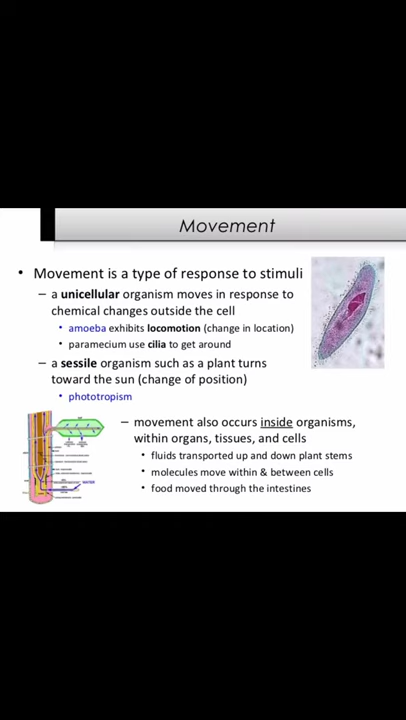 Movement
• Movement is a type of response to stimuli
– a unicellular organism moves in response to
chemical changes outside the cell
• amoeba exhibits locomotion (change in location)
• paramecium use cilia to get around
– a sessile organism such as a plant turns
toward the sun (change of position)
• phototropism
– movement also occurs inside organisms,
within organs, tissues, and cells
• fluids transported up and down plant stems
• molecules move within & between cells
• food moved through the intestines